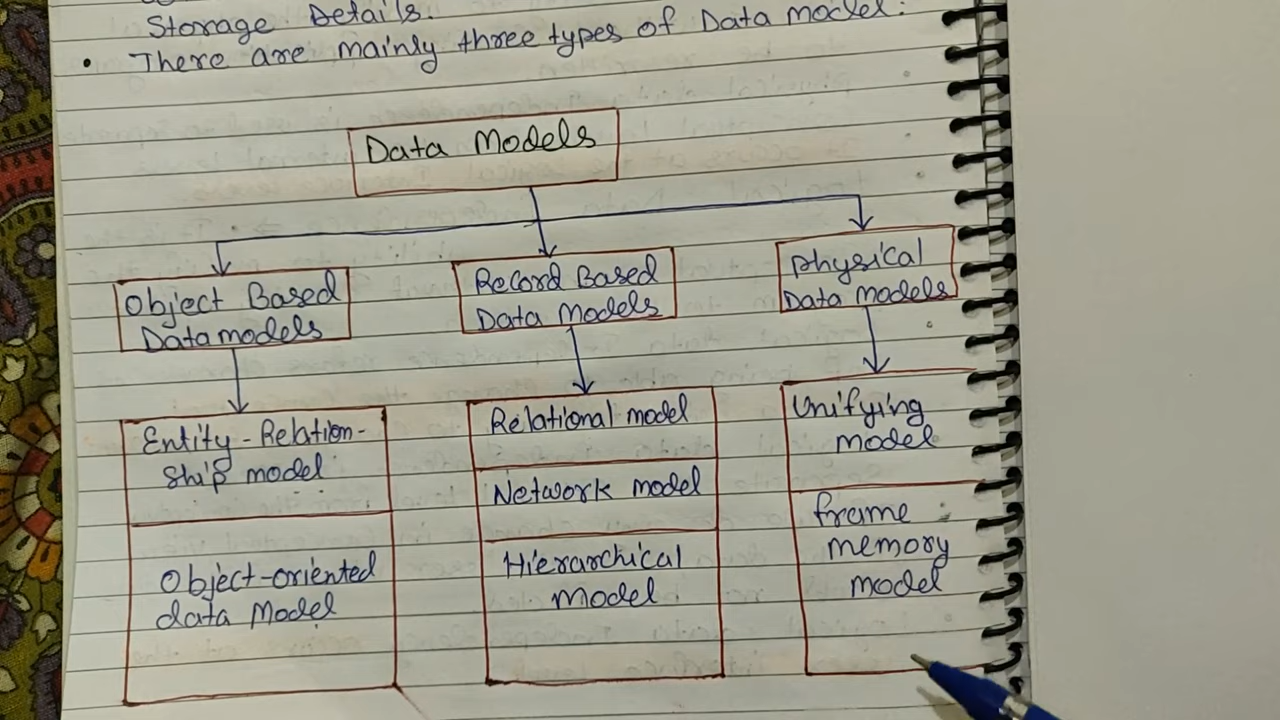 Storage Details.
• There are mainly three types of Data model.
Data Models
Object Based
Datamodels
Record Based
Data Models
Physical
Data models
Entity-Relation-
Ship model
Object-oriented
data Model
Relational model
Network model
Hierarchical
Model
Unifying
model
frame
memory
model